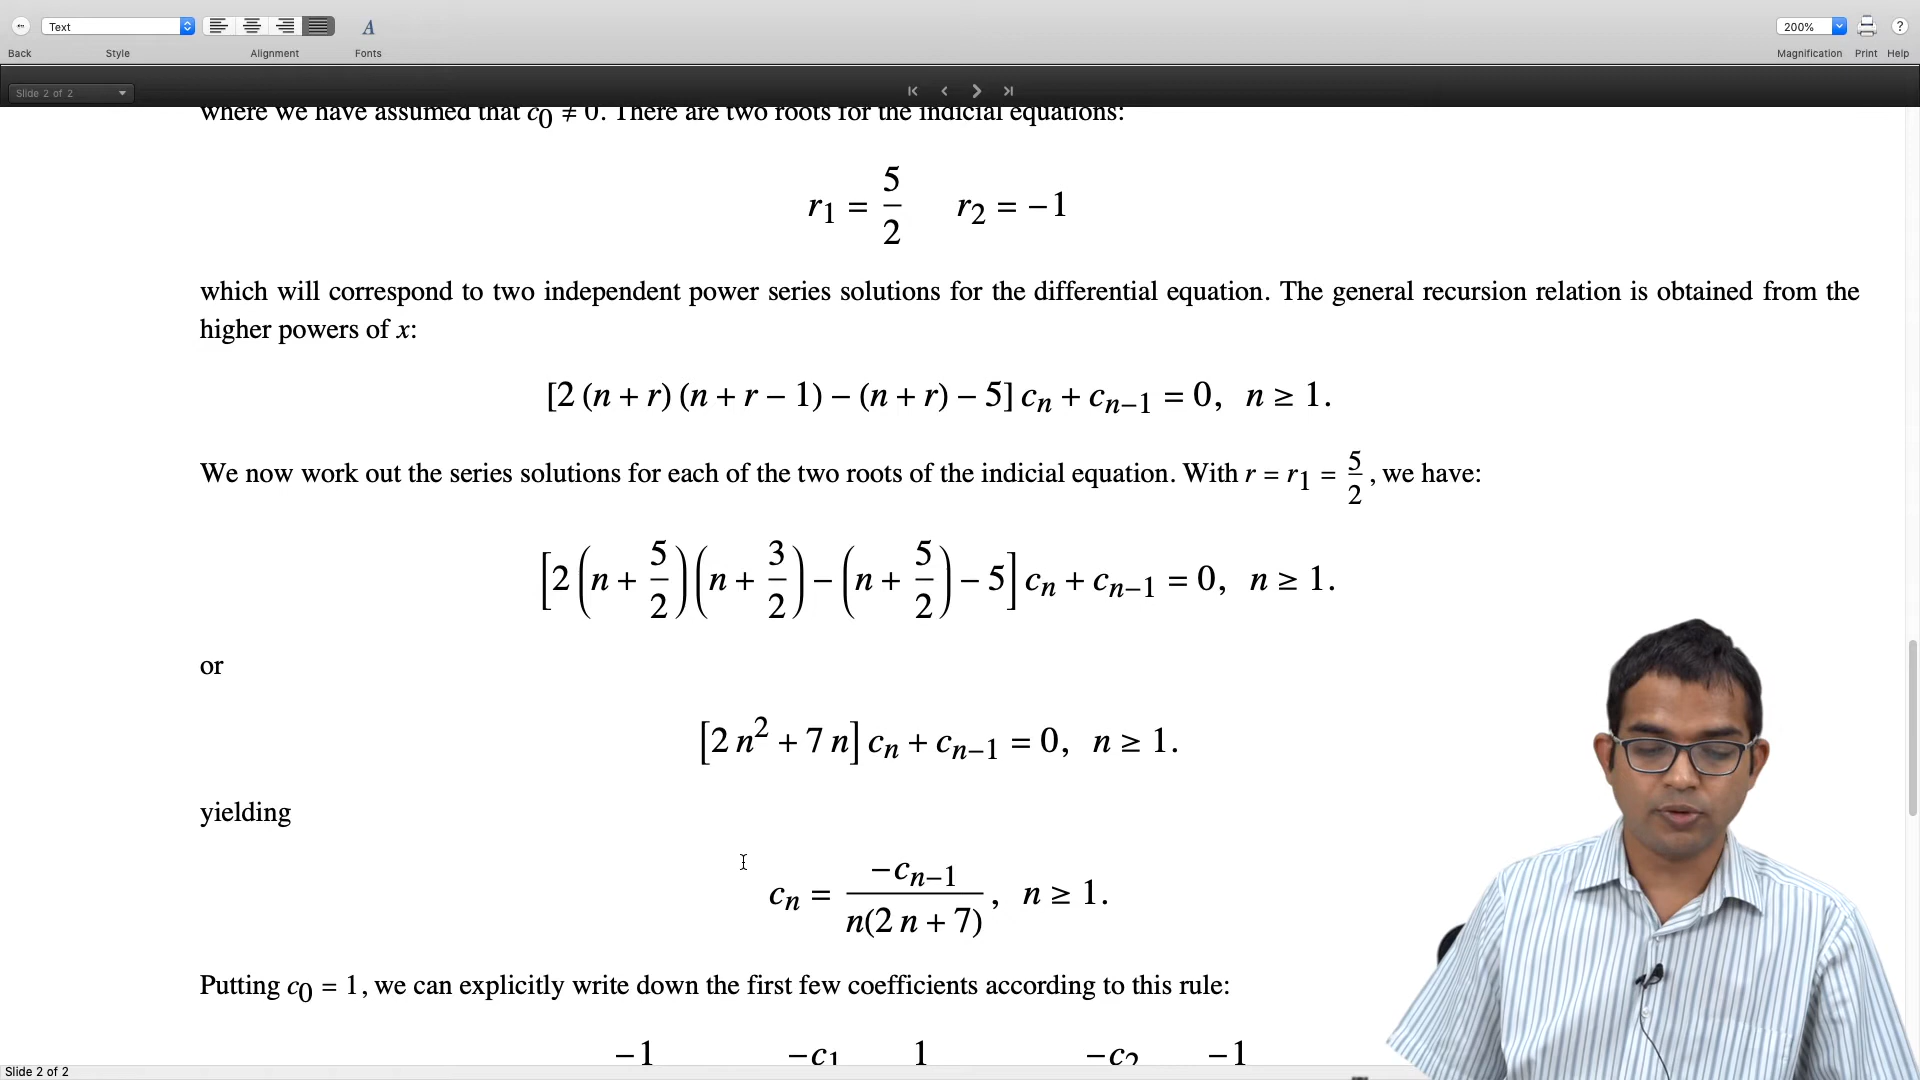 Text
200%
Back
Style
Alignment
Fonts
Magnification
Print
Help
Slide 2 of 2
where we have assumed that c₀ ≠ 0. There are two roots for the indicial equations:
r₁ = 5/2   r₂ = −1
which will correspond to two independent power series solutions for the differential equation. The general recursion relation is obtained from the
higher powers of x:
[2 (n + r) (n + r − 1) − (n + r) − 5] cₙ + cₙ₋₁ = 0,  n ≥ 1.
We now work out the series solutions for each of the two roots of the indicial equation. With r = r₁ = 5/2, we have:
[2 (n + 5/2) (n + 3/2) − (n + 5/2) − 5] cₙ + cₙ₋₁ = 0,  n ≥ 1.
or
[2 n² + 7 n] cₙ + cₙ₋₁ = 0,  n ≥ 1.
yielding
cₙ = −cₙ₋₁ / n(2 n + 7),  n ≥ 1.
Putting c₀ = 1, we can explicitly write down the first few coefficients according to this rule:
−1   −c₁   1   −c₂   −1
Slide 2 of 2